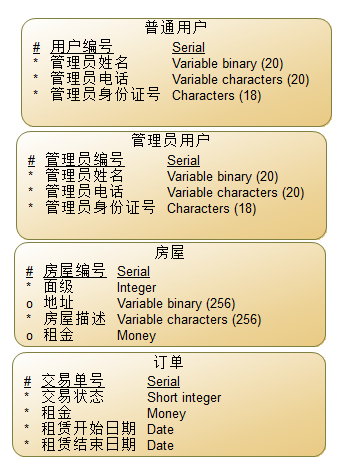 普通用户
# 用户编号 Serial
* 管理员姓名 Variable binary (20)
* 管理员电话 Variable characters (20)
* 管理员身份证号 Characters (18)
管理员用户
# 管理员编号 Serial
* 管理员姓名 Variable binary (20)
* 管理员电话 Variable characters (20)
* 管理员身份证号 Characters (18)
房屋
# 房屋编号 Serial
* 面级 Integer
o 地址 Variable binary (256)
* 房屋描述 Variable characters (256)
o 租金 Money
订单
# 交易单号 Serial
* 交易状态 Short integer
* 租金 Money
* 租赁开始日期 Date
* 租赁结束日期 Date